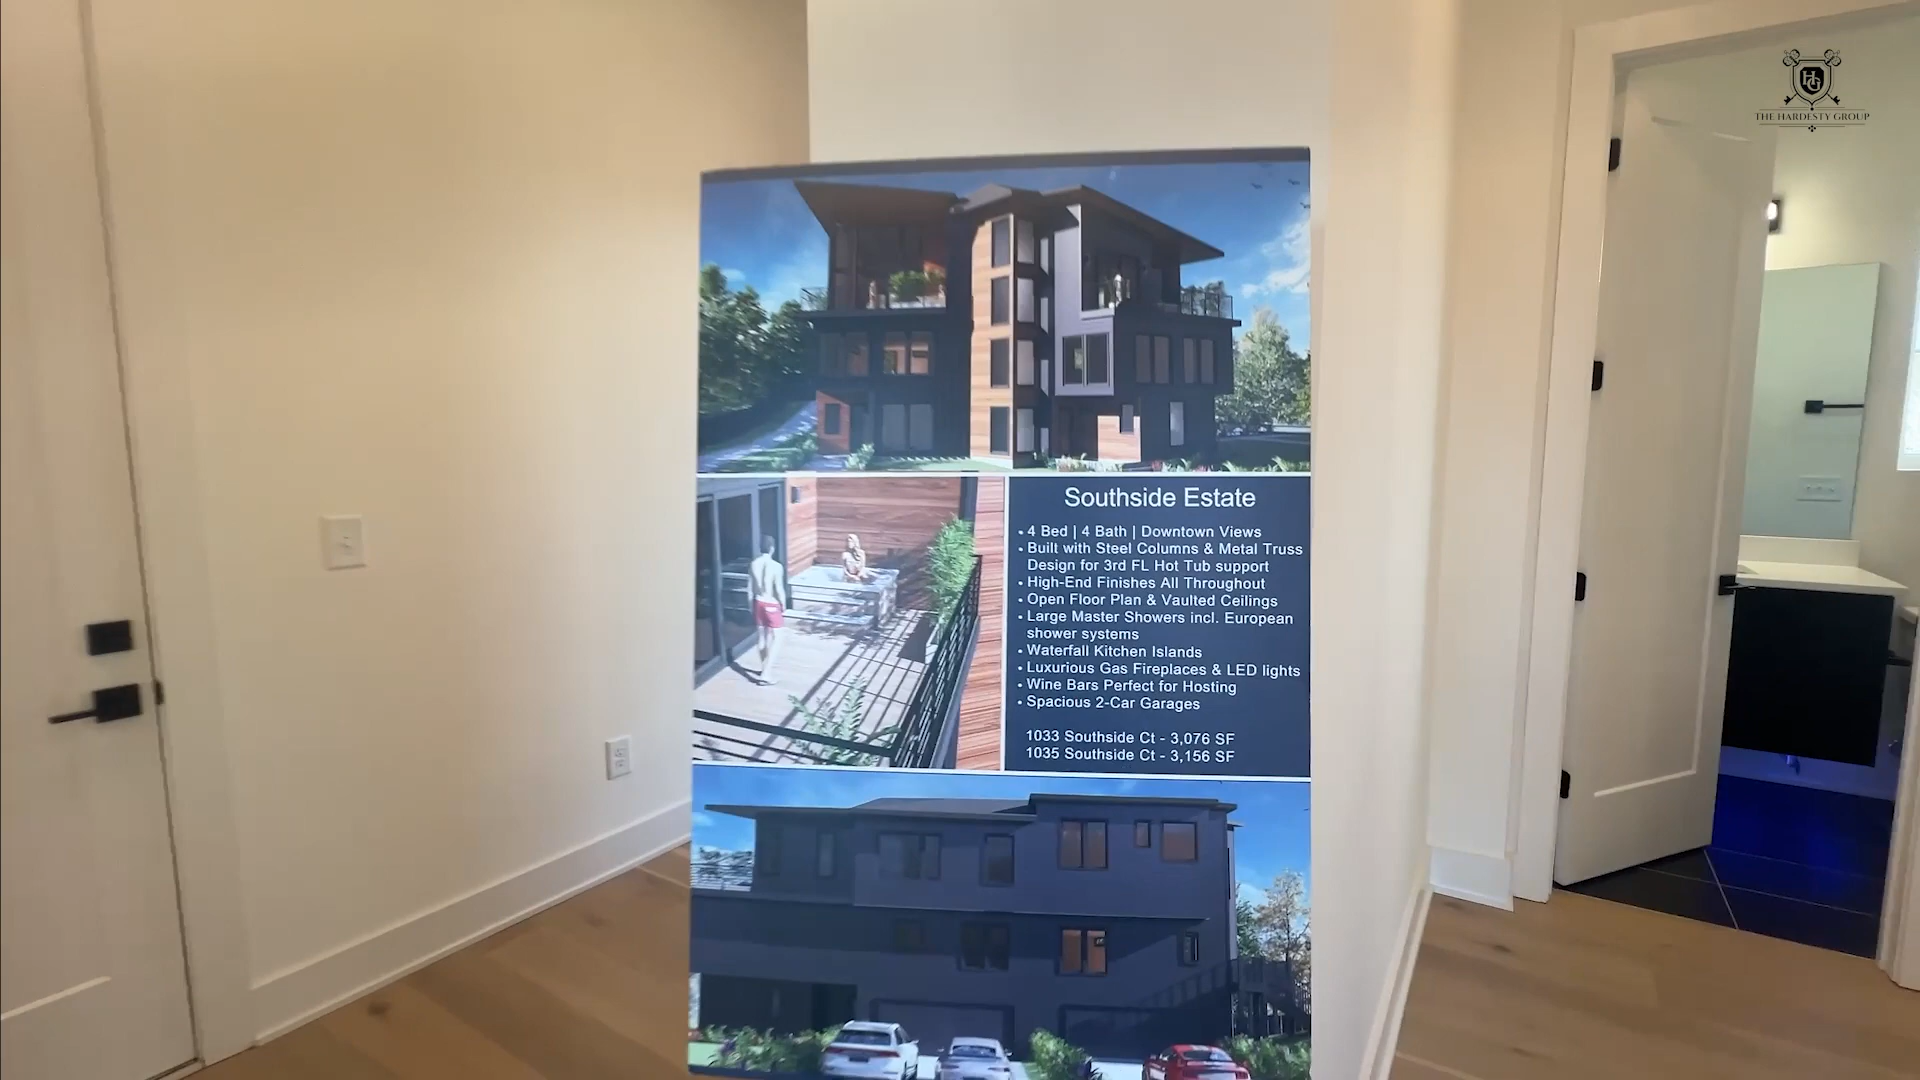 HG
THE HARDESTY GROUP
Southside Estate
• 4 Bed | 4 Bath | Downtown Views
• Built with Steel Columns & Metal Truss
Design for 3rd FL Hot Tub support
• High-End Finishes All Throughout
• Open Floor Plan & Vaulted Ceilings
• Large Master Showers incl. European
shower systems
• Waterfall Kitchen Islands
• Luxurious Gas Fireplaces & LED lights
• Wine Bars Perfect for Hosting
• Spacious 2-Car Garages
1033 Southside Ct - 3,076 SF
1035 Southside Ct - 3,156 SF